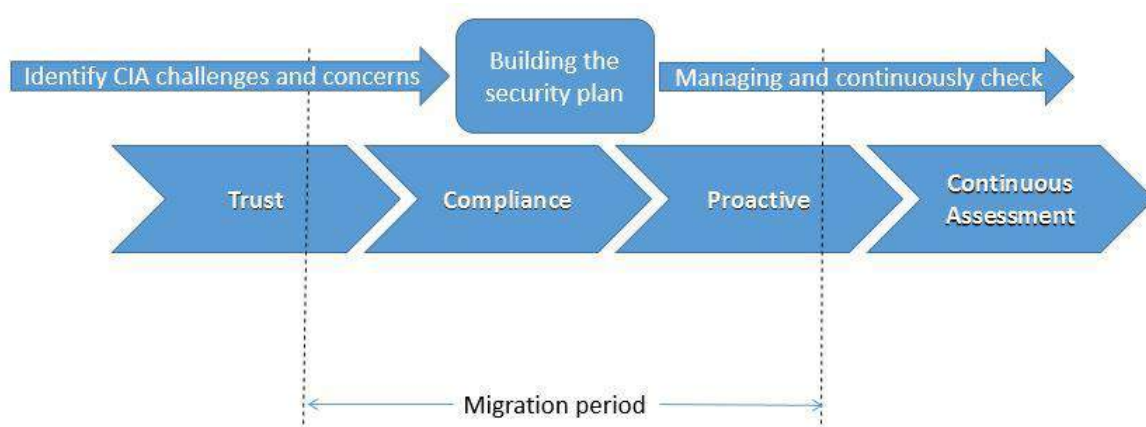 Identify CIA challenges and concerns
Building the
security plan
Managing and continuously check
Trust
Compliance
Proactive
Continuous
Assessment
Migration period